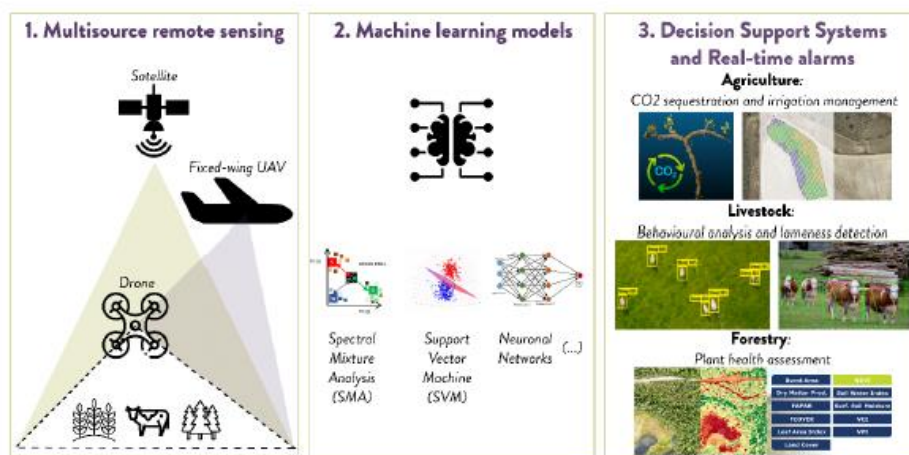 1. Multisource remote sensing
Satellite
Fixed-wing UAV
Drone
2. Machine learning models
Spectral
Mixture
Analysis
(SMA)
Support
Vector
Machine
(SVM)
Neuronal
Networks
(...)
3. Decision Support Systems
and Real-time alarms
Agriculture:
CO2 sequestration and irrigation management
CO2
Livestock:
Behavioural analysis and lameness detection
Forestry:
Plant health assessment
Burnt Area
Dry Matter Prod.
Soil Water Index
FAPAR
Surf. Soil Moisture
FCOVER
VCI
Leaf Area Index
VPI
Land Cover